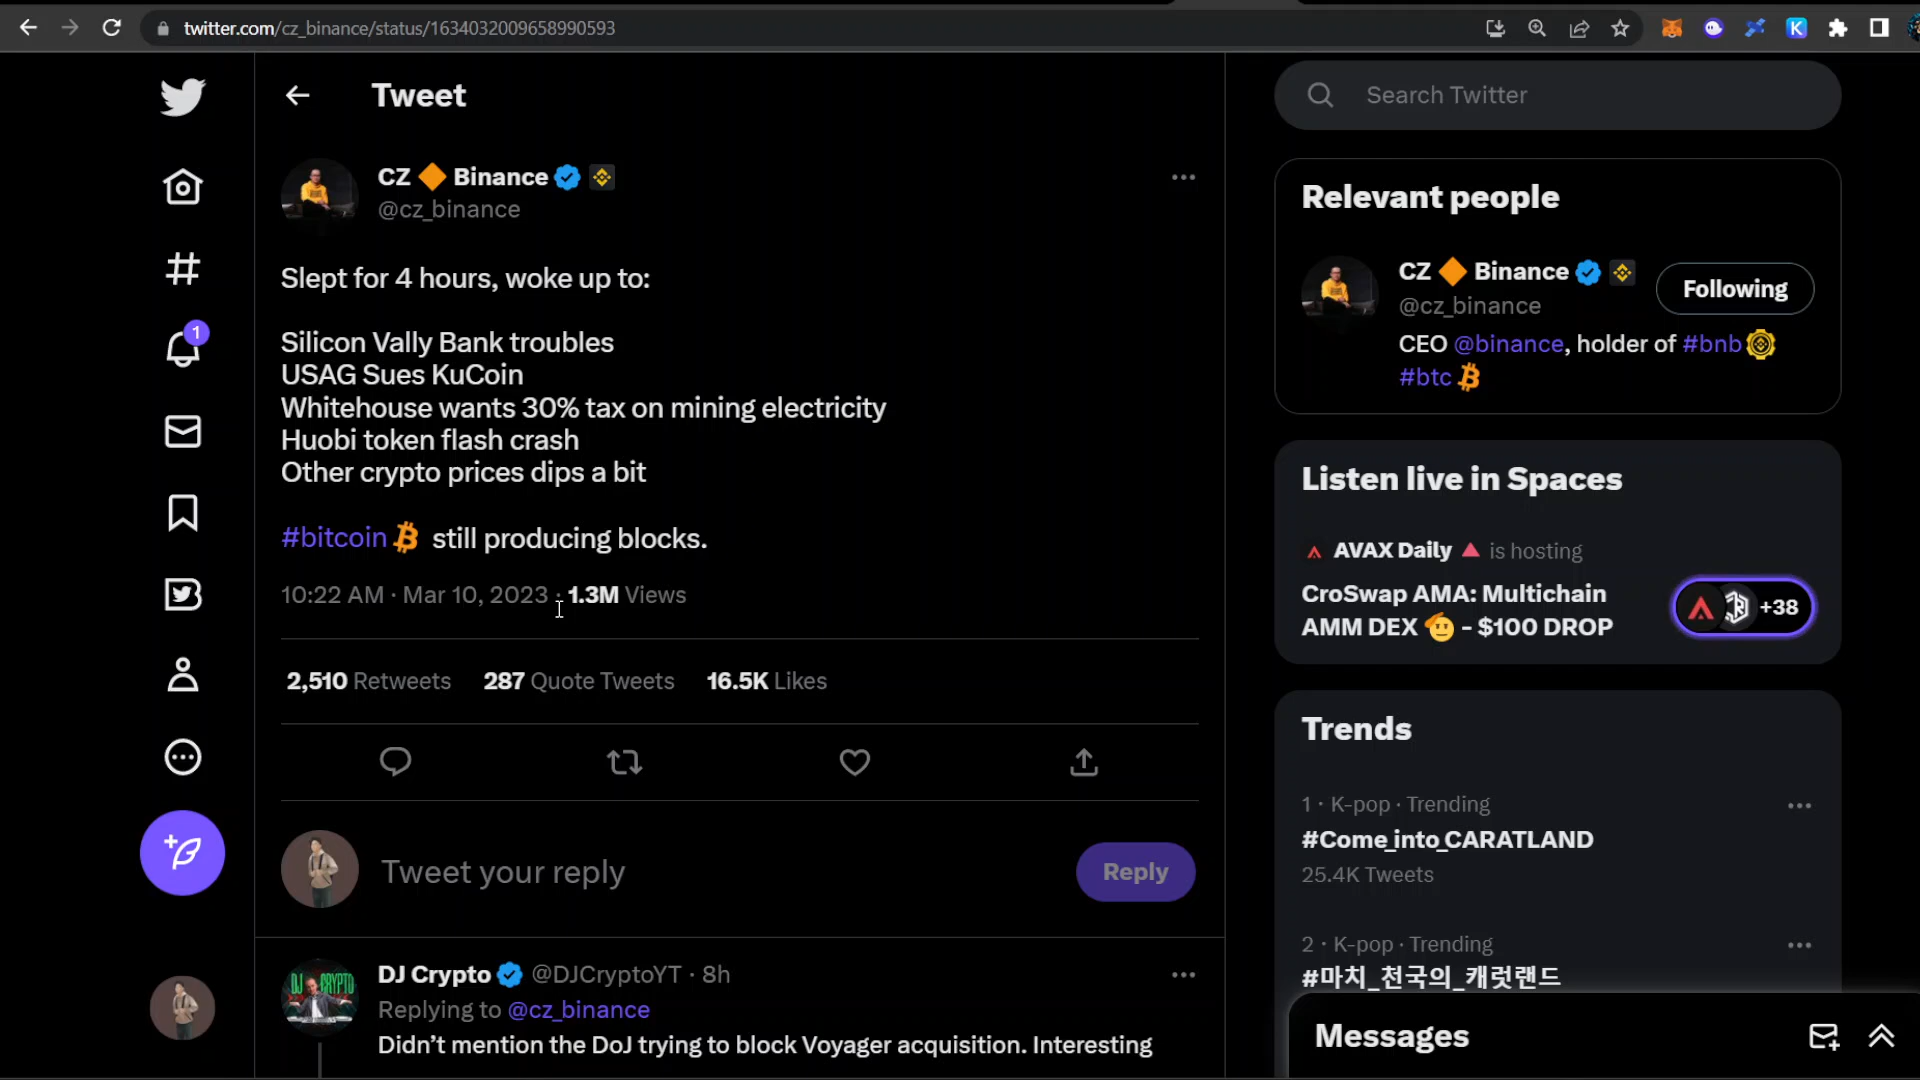 twitter.com/cz_binance/status/1634032009658990593
Tweet
CZ 🔶 Binance
@cz_binance
Slept for 4 hours, woke up to:
Silicon Vally Bank troubles
USAG Sues KuCoin
Whitehouse wants 30% tax on mining electricity
Huobi token flash crash
Other crypto prices dips a bit
#bitcoin still producing blocks.
10:22 AM · Mar 10, 2023 · 1.3M Views
2,510 Retweets 287 Quote Tweets 16.5K Likes
Tweet your reply
Reply
DJ Crypto @DJCryptoYT · 8h
Replying to @cz_binance
Didn't mention the DoJ trying to block Voyager acquisition. Interesting
1
Search Twitter
Relevant people
CZ 🔶 Binance
@cz_binance
Following
CEO @binance, holder of #bnb
#btc
Listen live in Spaces
AVAX Daily 🔺 is hosting
CroSwap AMA: Multichain
AMM DEX 🫡 - $100 DROP
+38
Trends
1 · K-pop · Trending
#Come_into_CARATLAND
25.4K Tweets
2 · K-pop · Trending
#마치_천국의_캐럿랜드
Messages
K
DJ CRYPTO